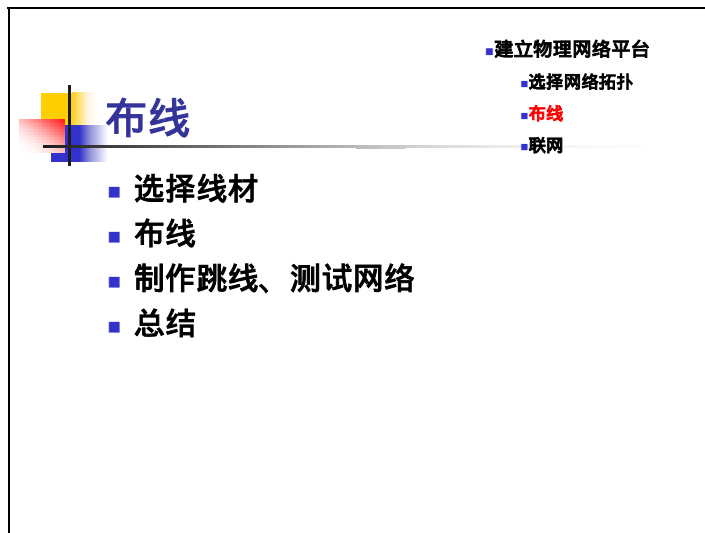 建立物理网络平台
选择网络拓扑
布线
联网
布线
选择线材
布线
制作跳线、测试网络
总结